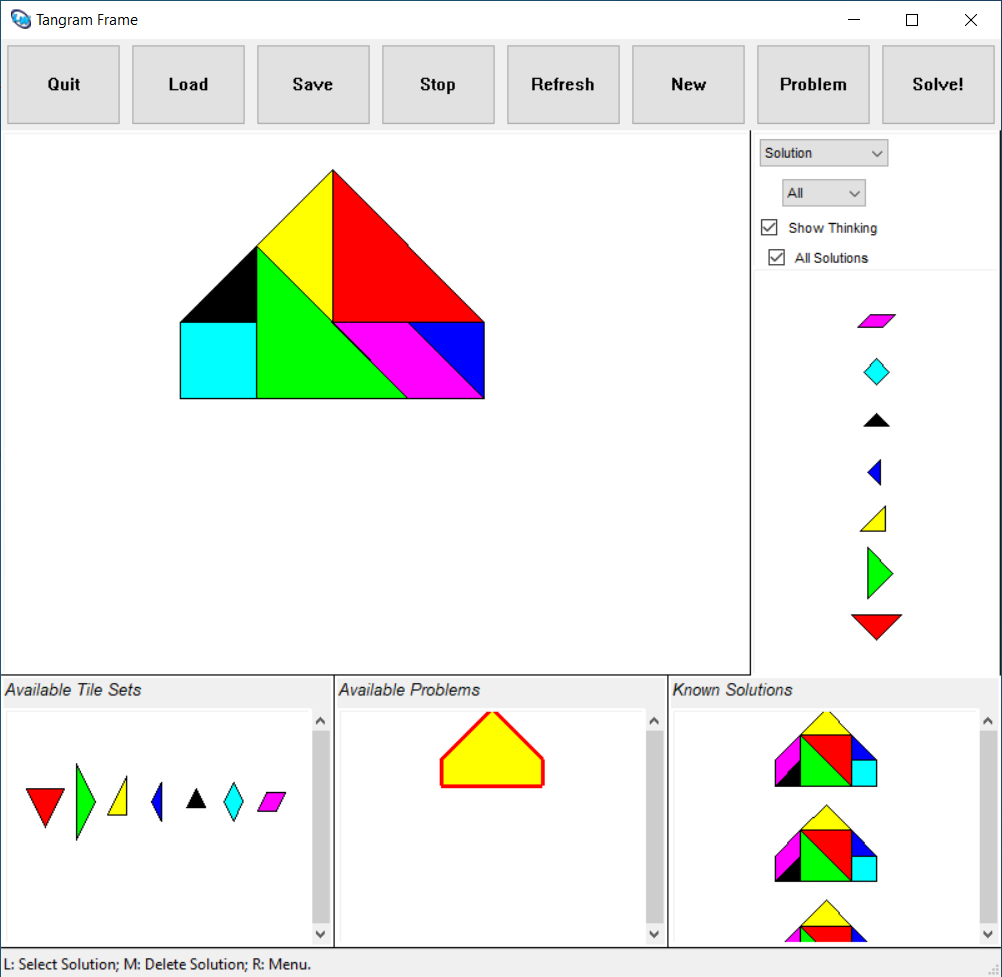 Tangram Frame
Quit Load Save Stop Refresh New Problem Solve!
Solution
All
Show Thinking
All Solutions
Available Tile Sets
Available Problems
Known Solutions
L: Select Solution; M: Delete Solution; R: Menu.